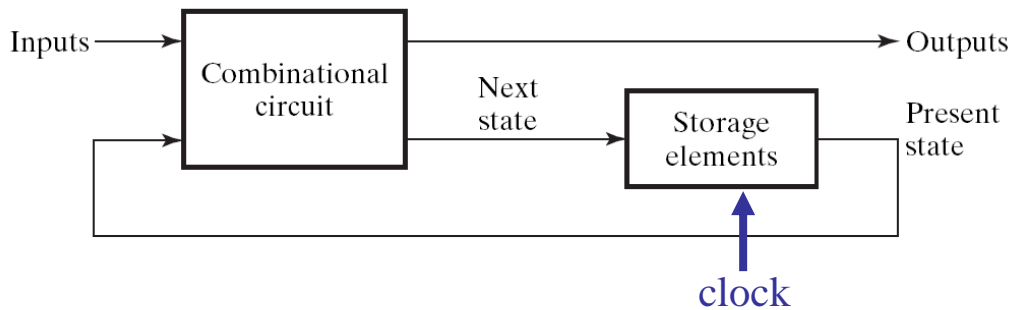 Inputs
Combinational
circuit
Outputs
Next
state
Storage
elements
Present
state
clock